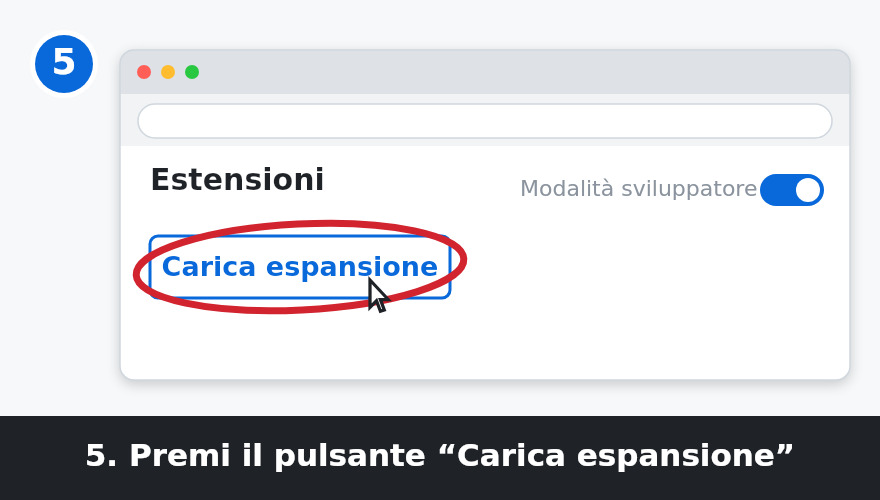 5
Estensioni
Modalità sviluppatore
Carica espansione
5. Premi il pulsante “Carica espansione”